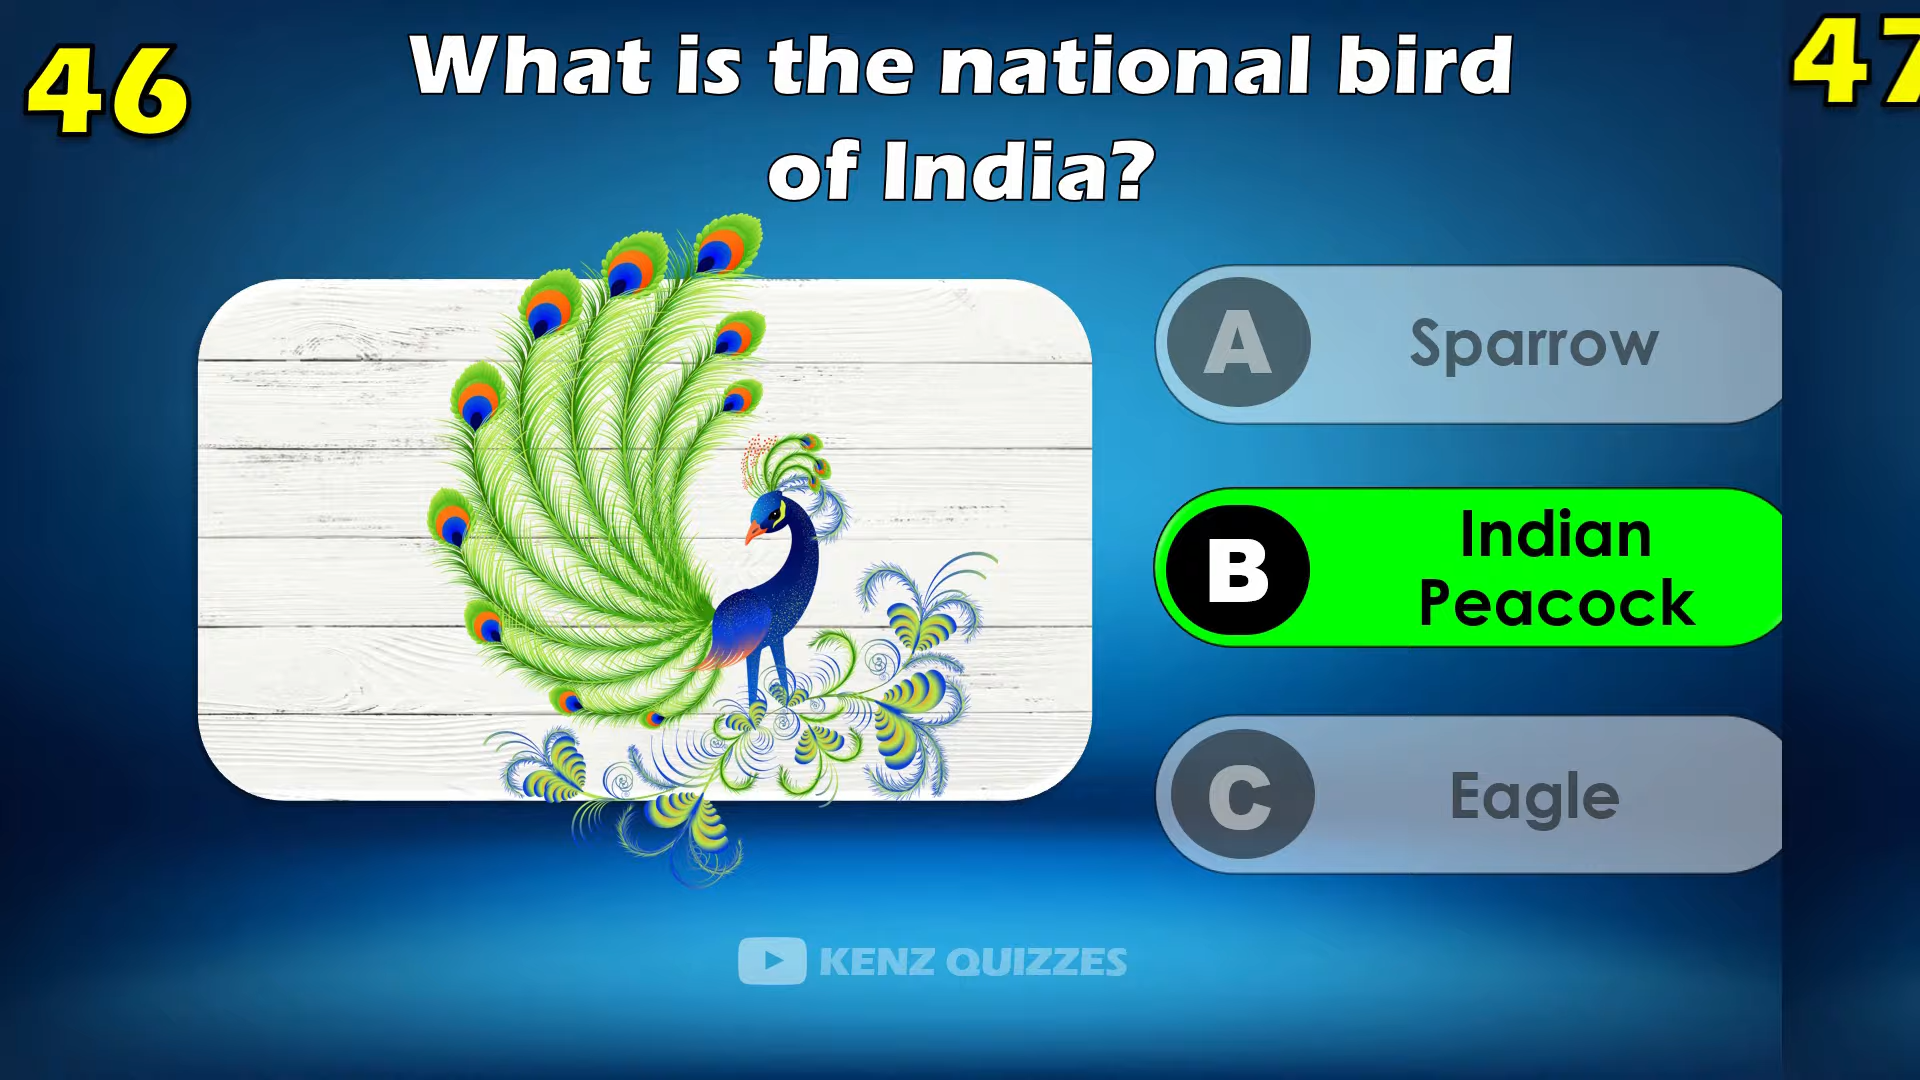 46
What is the national bird
of India?
47
A
Sparrow
B
Indian
Peacock
C
Eagle
KENZ QUIZZES